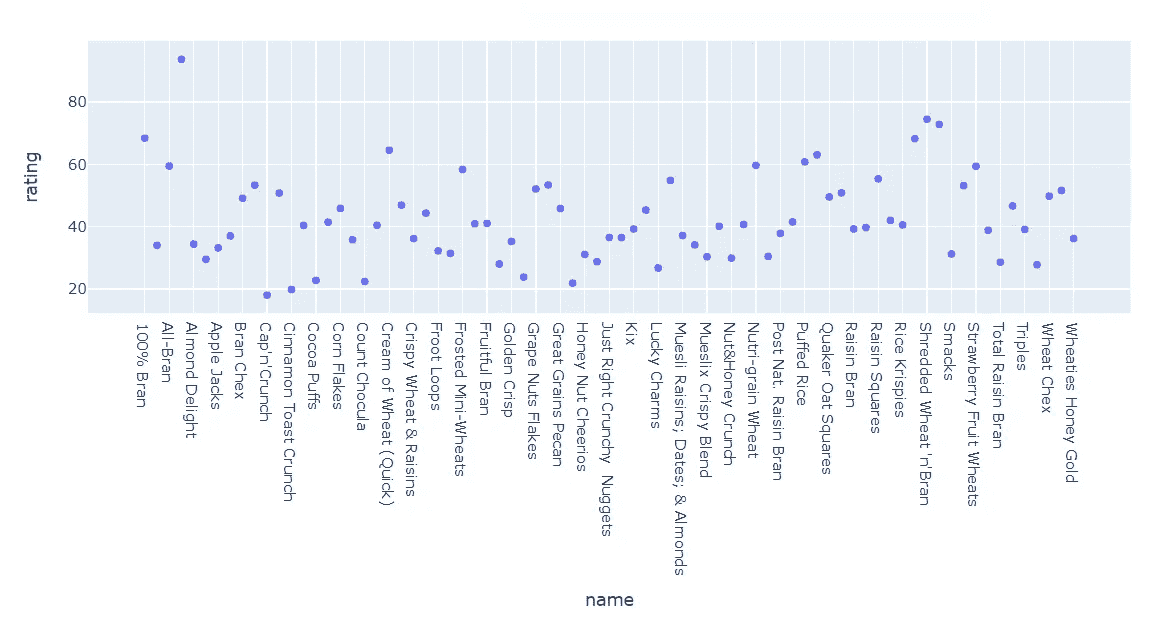 rating
80
60
40
20
100% Bran
All-Bran
Almond Delight
Apple Jacks
Bran Chex
Cap'n'Crunch
Cinnamon Toast Crunch
Cocoa Puffs
Corn Flakes
Count Chocula
Cream of Wheat (Quick)
Crispy Wheat & Raisins
Froot Loops
Frosted Mini-Wheats
Fruitful Bran
Golden Crisp
Grape Nuts Flakes
Great Grains Pecan
Honey Nut Cheerios
Just Right Crunchy  Nuggets
Kix
Lucky Charms
Muesli Raisins; Dates; & Almonds
Mueslix Crispy Blend
Nut&Honey Crunch
Nutri-grain Wheat
Post Nat. Raisin Bran
Puffed Rice
Quaker Oat Squares
Raisin Bran
Raisin Squares
Rice Krispies
Shredded Wheat 'n'Bran
Smacks
Strawberry Fruit Wheats
Total Raisin Bran
Triples
Wheat Chex
Wheaties Honey Gold
name